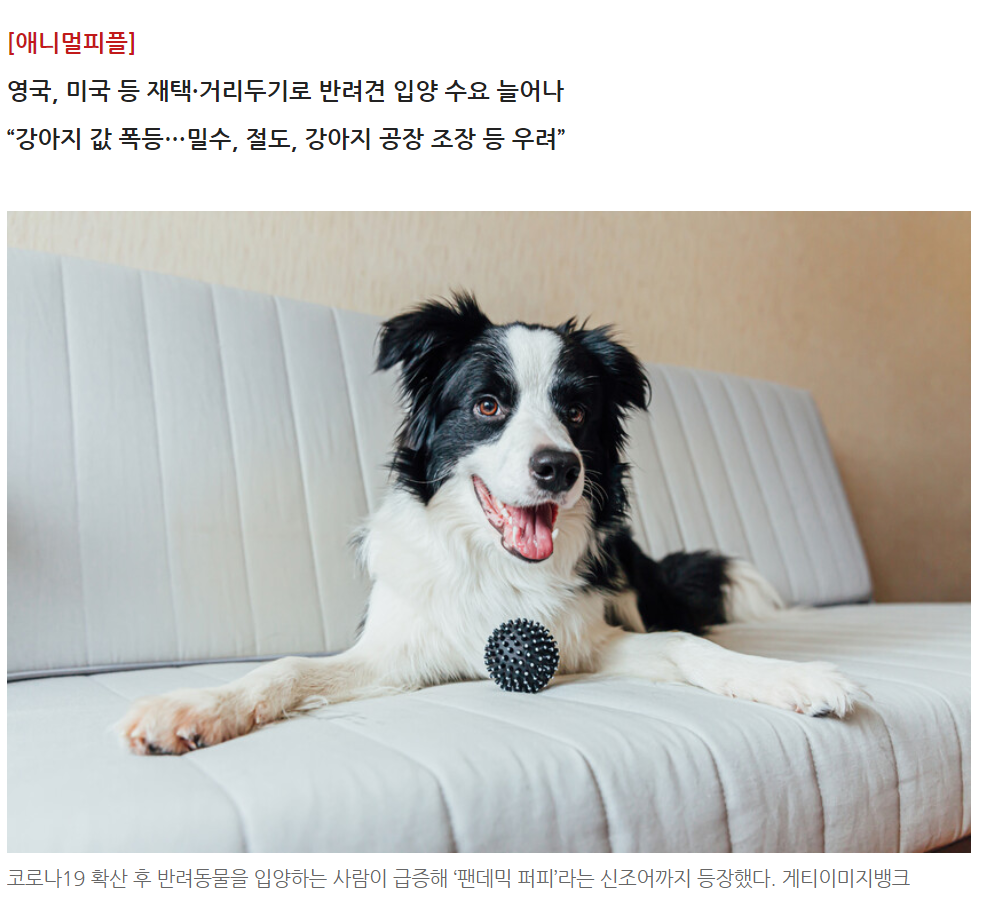 [애니멀피플]
영국, 미국 등 재택·거리두기로 반려견 입양 수요 늘어나
“강아지 값 폭등…밀수, 절도, 강아지 공장 조장 등 우려”
코로나19 확산 후 반려동물을 입양하는 사람이 급증해 ‘팬데믹 퍼피’라는 신조어까지 등장했다. 게티이미지뱅크